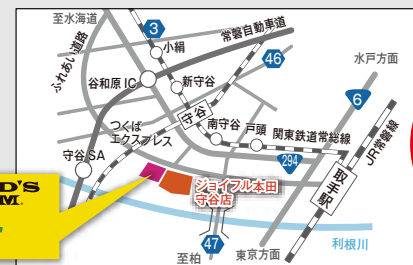 至水海道
3
小絹
常磐自動車道
ふれあい道路
46
水戸方面
谷和原IC
新守谷
6
守谷
つくば
エクスプレス
南守谷
戸頭
関東鉄道常総線
JR常磐線
守谷SA
294
取手駅
D'S
M.
ジョイフル本田
守谷店
47
利根川
至柏
東京方面